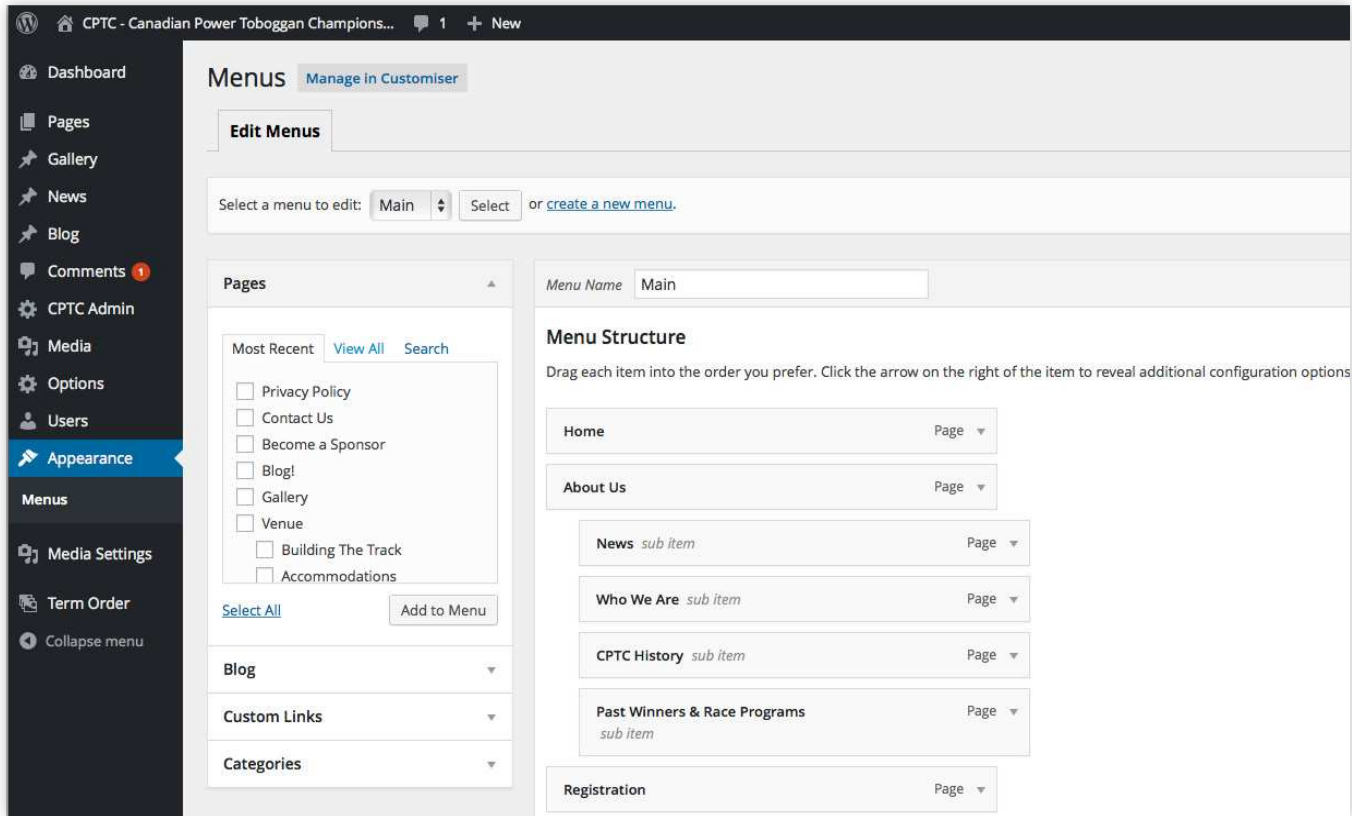 CPTC - Canadian Power Toboggan Champions... 1 New
Dashboard
Pages
Gallery
News
Blog
Comments 1
CPTC Admin
Media
Options
Users
Appearance
Menus
Media Settings
Term Order
Collapse menu
Menus Manage in Customiser
Edit Menus
Select a menu to edit: Main Select or create a new menu.
Pages
Most Recent View All Search
Privacy Policy
Contact Us
Become a Sponsor
Blog!
Gallery
Venue
Building The Track
Accommodations
Select All Add to Menu
Blog
Custom Links
Categories
Menu Name Main
Menu Structure
Drag each item into the order you prefer. Click the arrow on the right of the item to reveal additional configuration options
Home Page
About Us Page
News sub item Page
Who We Are sub item Page
CPTC History sub item Page
Past Winners & Race Programs Page
sub item
Registration Page